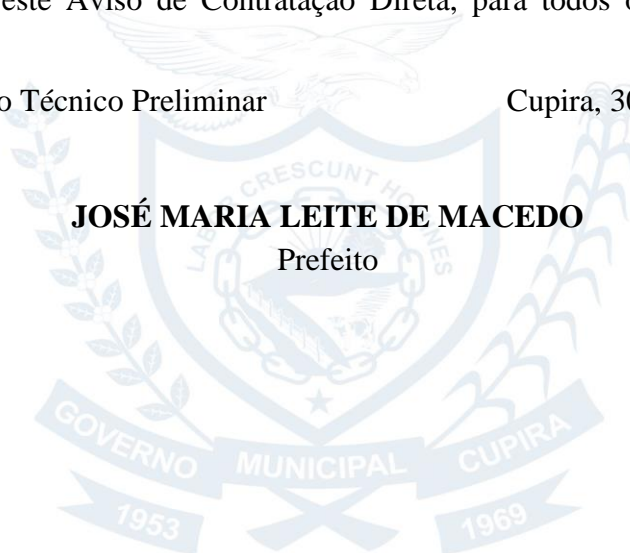 este Aviso de Contratação Direta, para todos o
o Técnico Preliminar Cupira, 30
JOSÉ MARIA LEITE DE MACEDO
Prefeito
CRESCUNT
GOVERNO MUNICIPAL CUPIRA
1953 1969